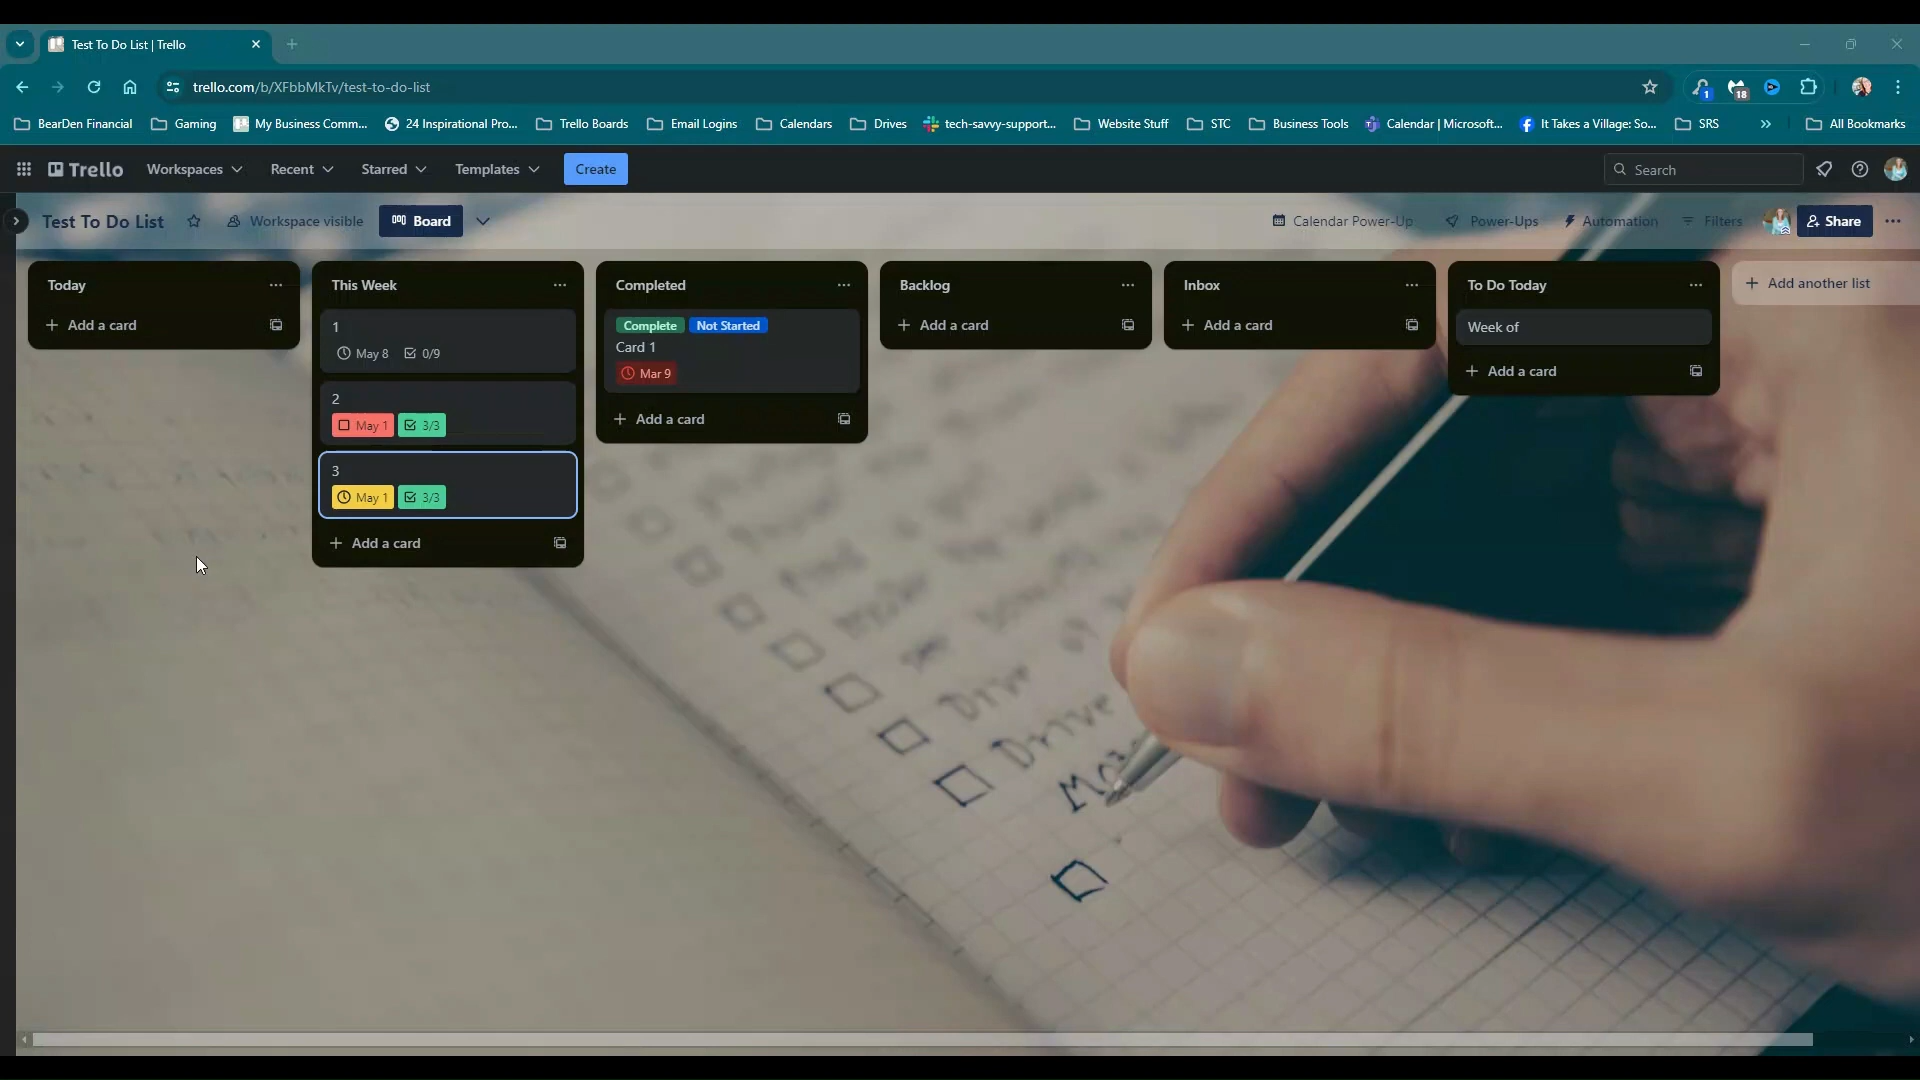 Test To Do List | Trello
trello.com/b/XFbbMkTv/test-to-do-list
1
18
BearDen Financial
Gaming
My Business Comm...
24 Inspirational Pro...
Trello Boards
Email Logins
Calendars
Drives
tech-savvy-support...
Website Stuff
STC
Business Tools
Calendar | Microsoft...
It Takes a Village: So...
SRS
All Bookmarks
Trello
Workspaces
Recent
Starred
Templates
Create
Search
Test To Do List
Workspace visible
Board
Calendar Power-Up
Power-Ups
Automation
Filters
Share
Today
Add a card
This Week
1
May 8
0/9
2
May 1
3/3
3
May 1
3/3
Add a card
Completed
Complete
Not Started
Card 1
Mar 9
Add a card
Backlog
Add a card
Inbox
Add a card
To Do Today
Week of
Add a card
Add another list
Drive
Drive